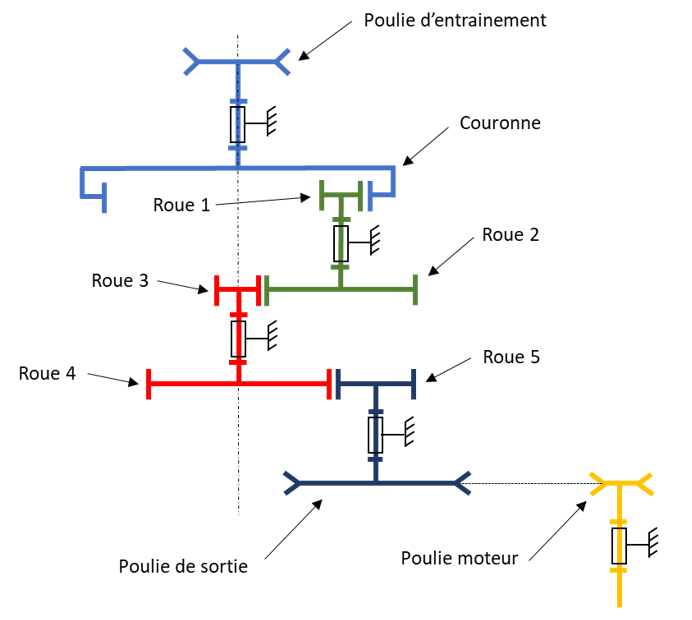 Poulie d’entrainement
Couronne
Roue 1
Roue 2
Roue 3
Roue 5
Roue 4
Poulie de sortie
Poulie moteur